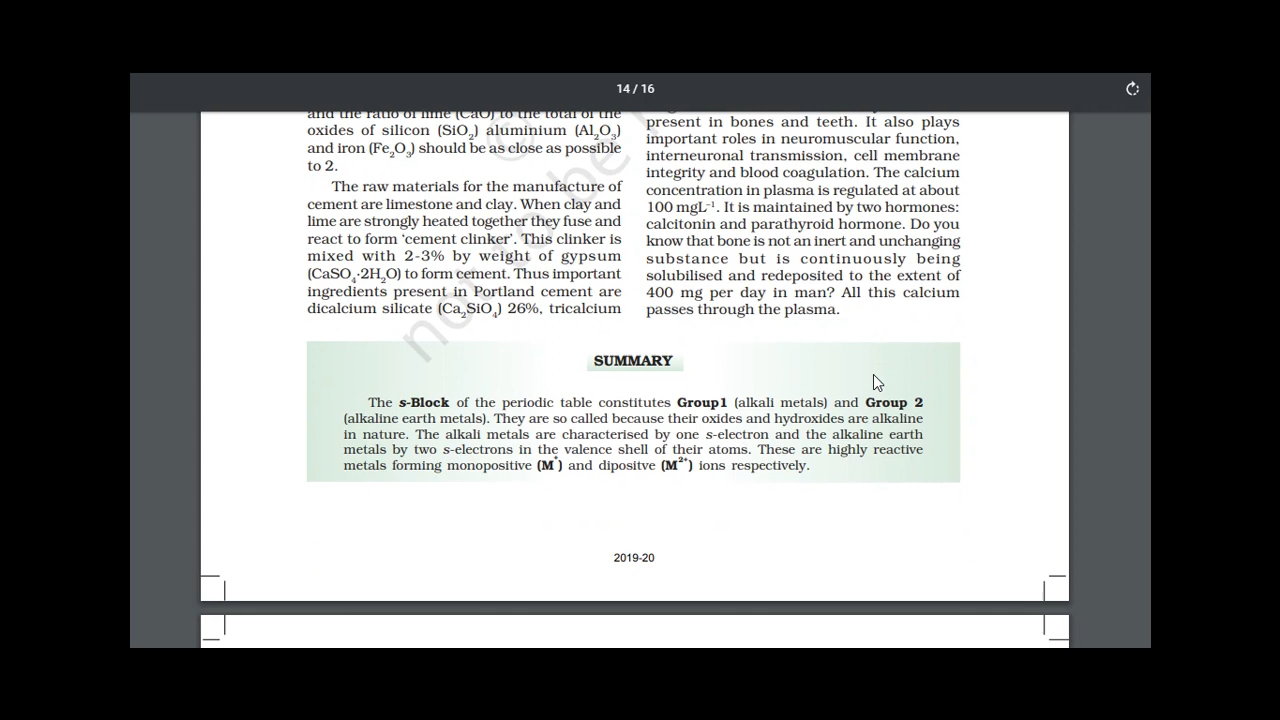 14 / 16
and the ratio of lime (CaO) to the total of the
oxides of silicon (SiO₂) aluminium (Al₂O₃)
and iron (Fe₂O₃) should be as close as possible
to 2.
The raw materials for the manufacture of
cement are limestone and clay. When clay and
lime are strongly heated together they fuse and
react to form ‘cement clinker’. This clinker is
mixed with 2-3% by weight of gypsum
(CaSO₄·2H₂O) to form cement. Thus important
ingredients present in Portland cement are
dicalcium silicate (Ca₂SiO₄) 26%, tricalcium
present in bones and teeth. It also plays
important roles in neuromuscular function,
interneuronal transmission, cell membrane
integrity and blood coagulation. The calcium
concentration in plasma is regulated at about
100 mgL⁻¹. It is maintained by two hormones:
calcitonin and parathyroid hormone. Do you
know that bone is not an inert and unchanging
substance but is continuously being
solubilised and redeposited to the extent of
400 mg per day in man? All this calcium
passes through the plasma.
©
not to be
SUMMARY
The s-Block of the periodic table constitutes Group1 (alkali metals) and Group 2
(alkaline earth metals). They are so called because their oxides and hydroxides are alkaline
in nature. The alkali metals are characterised by one s-electron and the alkaline earth
metals by two s-electrons in the valence shell of their atoms. These are highly reactive
metals forming monopositive (M⁺) and dipositve (M²⁺) ions respectively.
2019-20